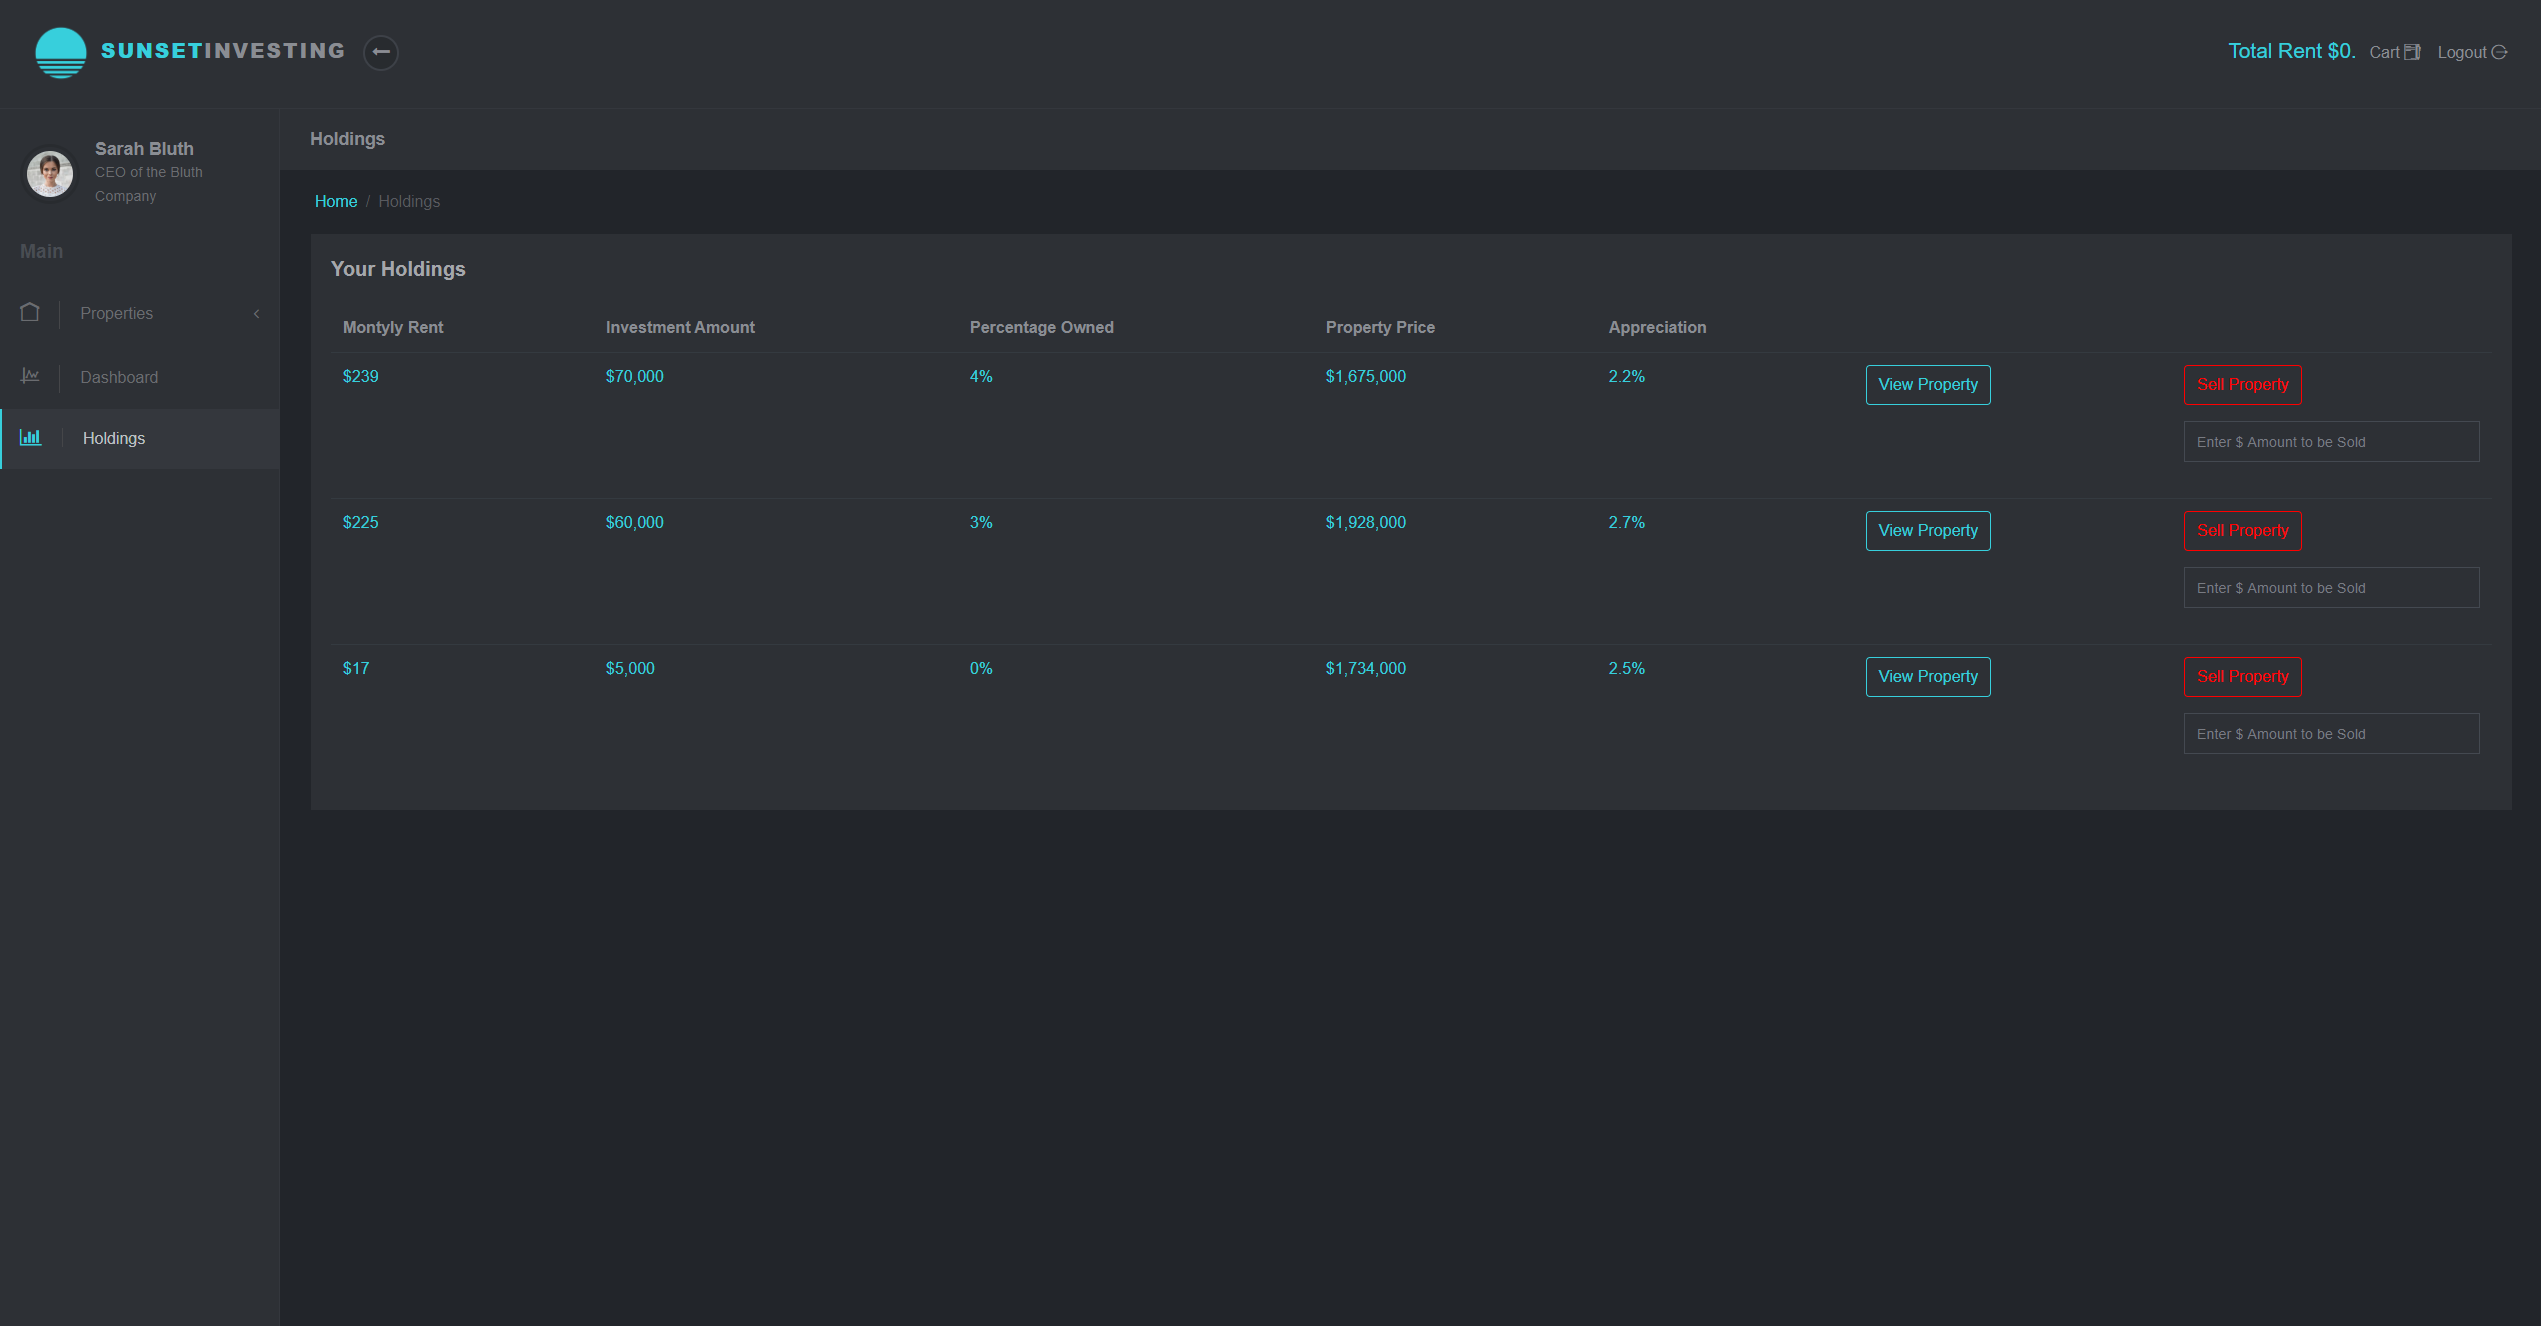 SUNSETINVESTING
Total Rent $0. Cart Logout
Sarah Bluth
CEO of the Bluth
Company
Main
Properties
Dashboard
Holdings
Holdings
Home / Holdings
Your Holdings
Montyly Rent Investment Amount Percentage Owned Property Price Appreciation
$239 $70,000 4% $1,675,000 2.2% View Property Sell Property
Enter $ Amount to be Sold
$225 $60,000 3% $1,928,000 2.7% View Property Sell Property
Enter $ Amount to be Sold
$17 $5,000 0% $1,734,000 2.5% View Property Sell Property
Enter $ Amount to be Sold